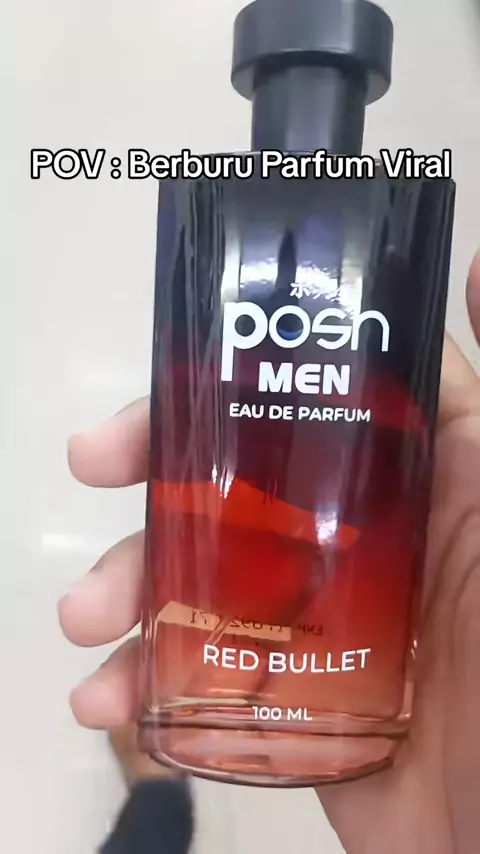 POV : Berburu Parfum Viral
posh
MEN
EAU DE PARFUM
RED BULLET
100 ML